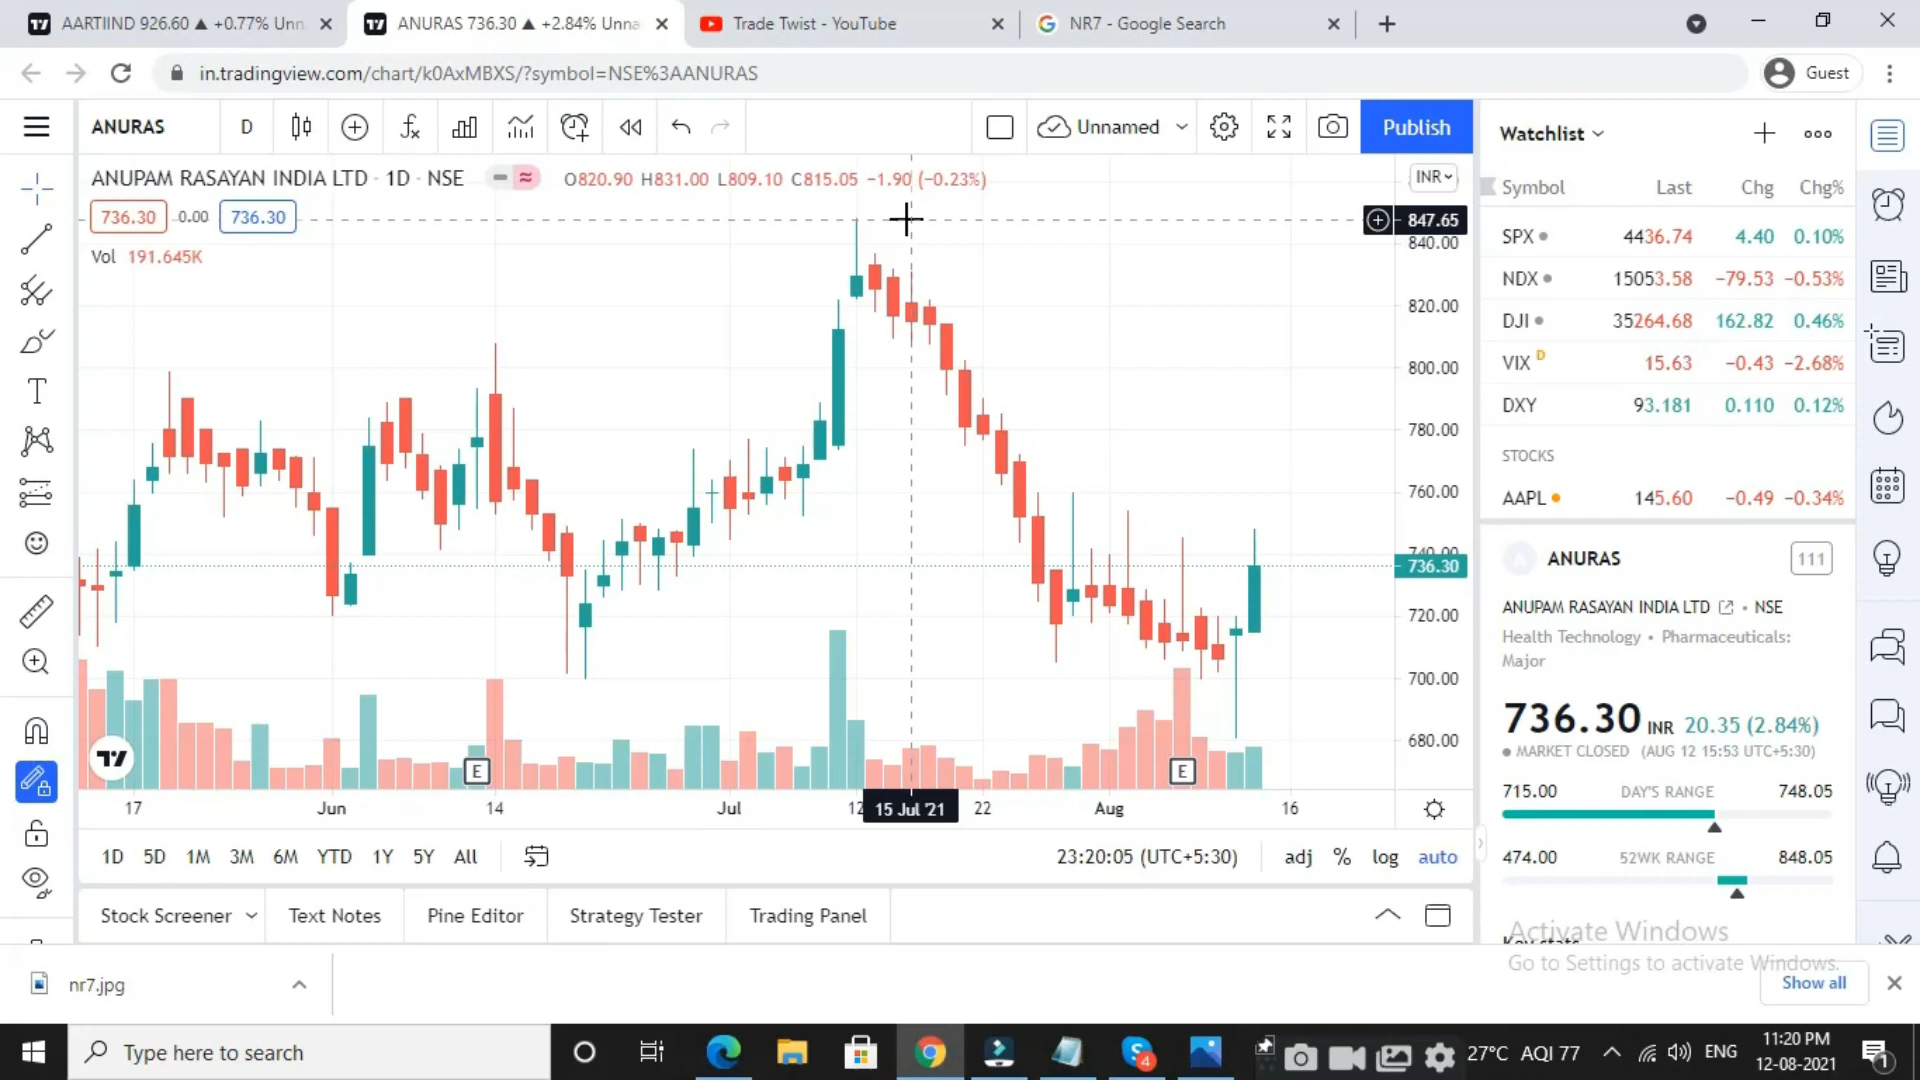 AARTIIND 926.60 ▲ +0.77% Unn
ANURAS 736.30 ▲ +2.84% Unna
Trade Twist - YouTube
NR7 - Google Search
in.tradingview.com/chart/k0AxMBXS/?symbol=NSE%3AANURAS
Guest
ANURAS
D
Unnamed
Publish
ANUPAM RASAYAN INDIA LTD · 1D · NSE
O820.90 H831.00 L809.10 C815.05 −1.90 (−0.23%)
INR
736.30 0.00 736.30
Vol 191.645K
847.65
840.00
820.00
800.00
780.00
760.00
740.00
736.30
720.00
700.00
680.00
E
E
17 Jun 14 Jul 12 15 Jul '21 22 Aug 16
1D 5D 1M 3M 6M YTD 1Y 5Y All
23:20:05 (UTC+5:30)
adj % log auto
Stock Screener
Text Notes
Pine Editor
Strategy Tester
Trading Panel
Watchlist
Symbol Last Chg Chg%
SPX 4436.74 4.40 0.10%
NDX 15053.58 −79.53 −0.53%
DJI 35264.68 162.82 0.46%
VIX D 15.63 −0.43 −2.68%
DXY 93.181 0.110 0.12%
STOCKS
AAPL 145.60 −0.49 −0.34%
ANURAS
111
ANUPAM RASAYAN INDIA LTD • NSE
Health Technology • Pharmaceuticals:
Major
736.30 INR 20.35 (2.84%)
MARKET CLOSED (AUG 12 15:53 UTC+5:30)
715.00 DAY'S RANGE 748.05
474.00 52WK RANGE 848.05
Activate Windows
Key stats
Go to Settings to activate Windows.
nr7.jpg
Show all
Type here to search
4
27°C AQI 77
ENG
11:20 PM
12-08-2021
1